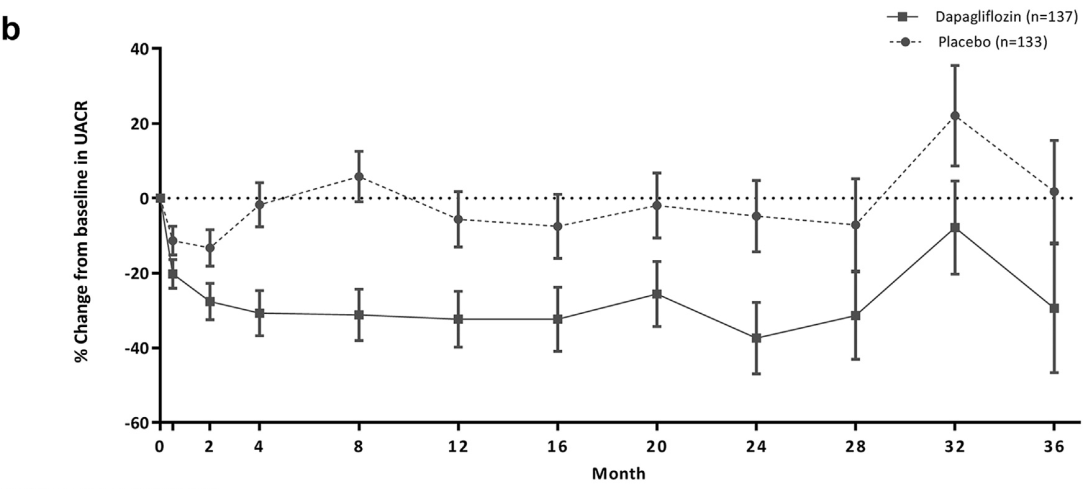 b
Dapagliflozin (n=137)
Placebo (n=133)
% Change from baseline in UACR
40
20
0
-20
-40
-60
0 2 4 8 12 16 20 24 28 32 36
Month